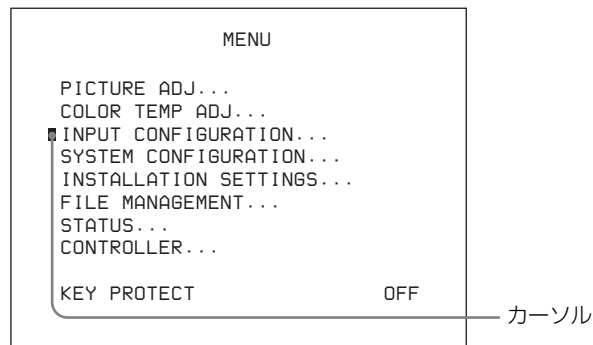 MENU
PICTURE ADJ...
COLOR TEMP ADJ...
INPUT CONFIGURATION...
SYSTEM CONFIGURATION...
INSTALLATION SETTINGS...
FILE MANAGEMENT...
STATUS...
CONTROLLER...
KEY PROTECT OFF
カーソル